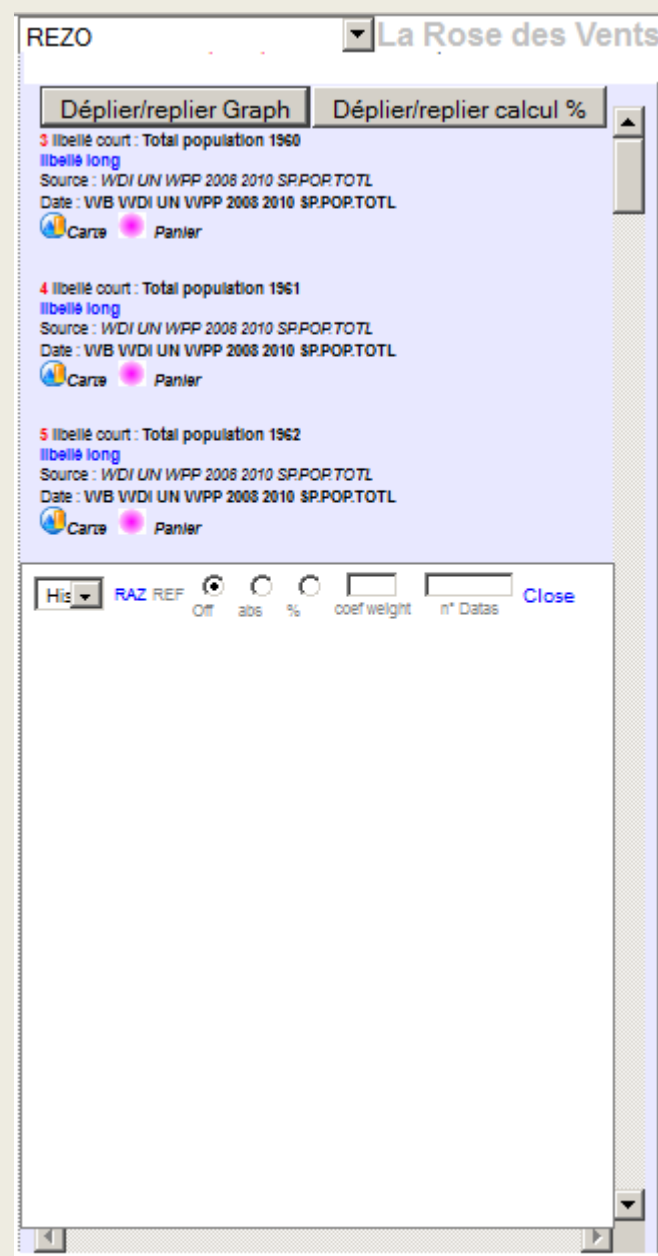 REZO
La Rose des Vents
Déplier/replier Graph Déplier/replier calcul %
3 libellé court : Total population 1960
libellé long
Source : WDI UN WPP 2008 2010 SP.POP.TOTL
Date : WB WDI UN WPP 2008 2010 SP.POP.TOTL
Carte Panier
4 libellé court : Total population 1961
libellé long
Source : WDI UN WPP 2008 2010 SP.POP.TOTL
Date : WB WDI UN WPP 2008 2010 SP.POP.TOTL
Carte Panier
5 libellé court : Total population 1962
libellé long
Source : WDI UN WPP 2008 2010 SP.POP.TOTL
Date : WB WDI UN WPP 2008 2010 SP.POP.TOTL
Carte Panier
His RAZ REF Off abs % coef weight n° Datas Close